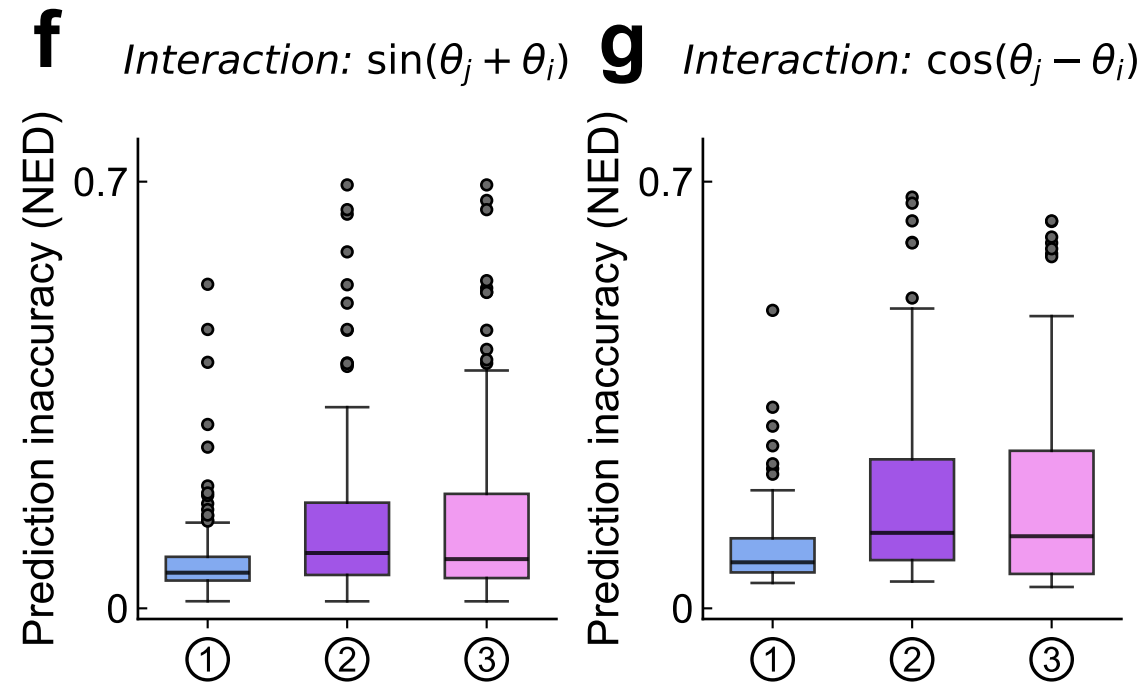 f
Interaction: sin(θj + θi)
Prediction inaccuracy (NED)
0.7
0
① ② ③
g
Interaction: cos(θj − θi)
Prediction inaccuracy (NED)
0.7
0
① ② ③